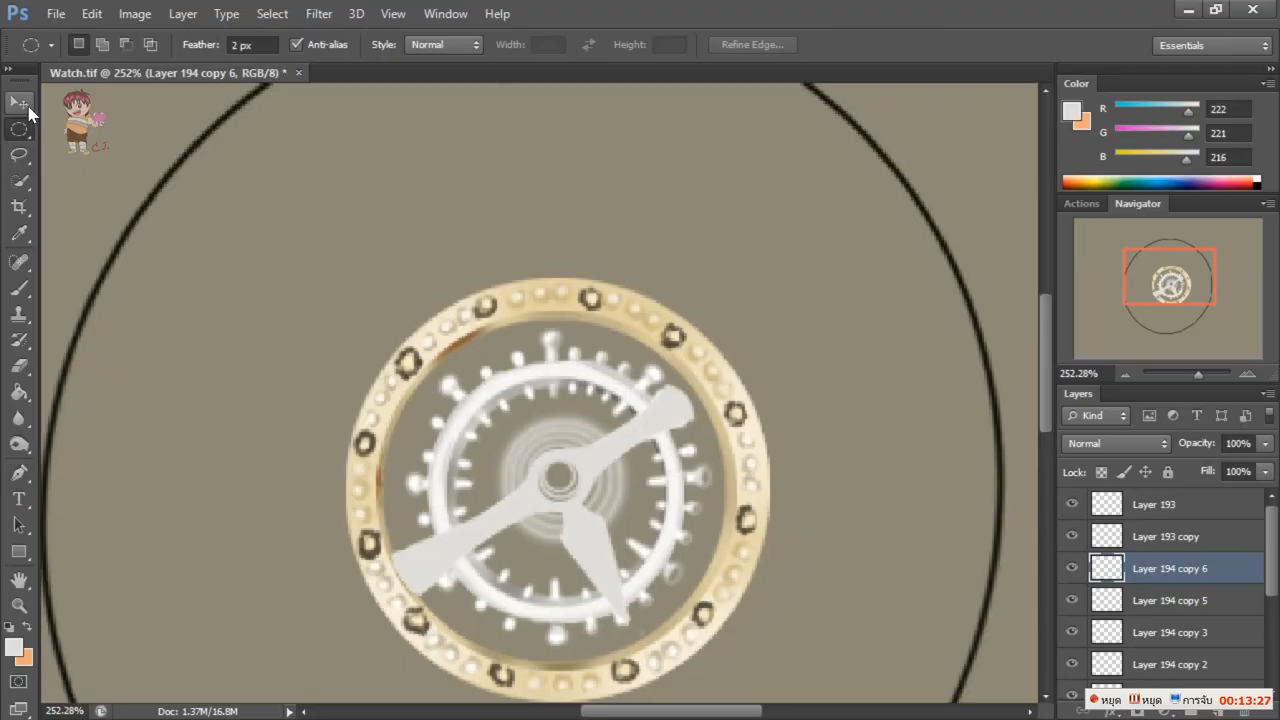 Ps File Edit Image Layer Type Select Filter 3D View Window Help
Feather: 2 px Anti-alias Style: Normal Width: Height: Refine Edge... Essentials
Watch.tif @ 252% (Layer 194 copy 6, RGB/8) * ×
C.J.
Color
R 222
G 221
B 216
Actions Navigator
252.28%
Layers
Kind
Normal Opacity: 100%
Lock: Fill: 100%
Layer 193
Layer 193 copy
Layer 194 copy 6
Layer 194 copy 5
Layer 194 copy 3
Layer 194 copy 2
252.28% Doc: 1.37M/16.8M
หยุด หยุด การจับ 00:13:27